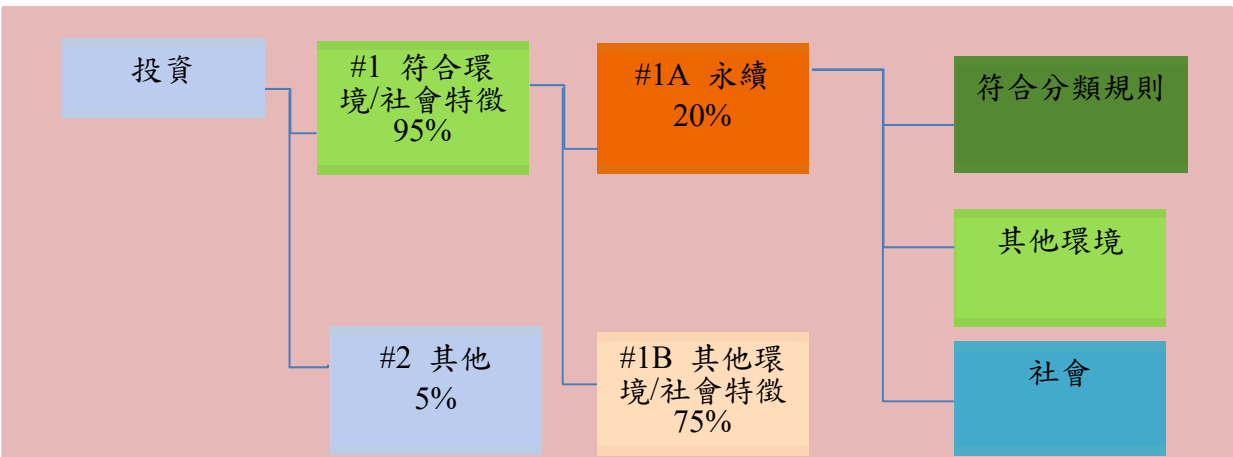 投資
#1 符合環
境/社會特徵
95%
#1A 永續
20%
符合分類規則
其他環境
#2 其他
5%
#1B 其他環
境/社會特徵
75%
社會